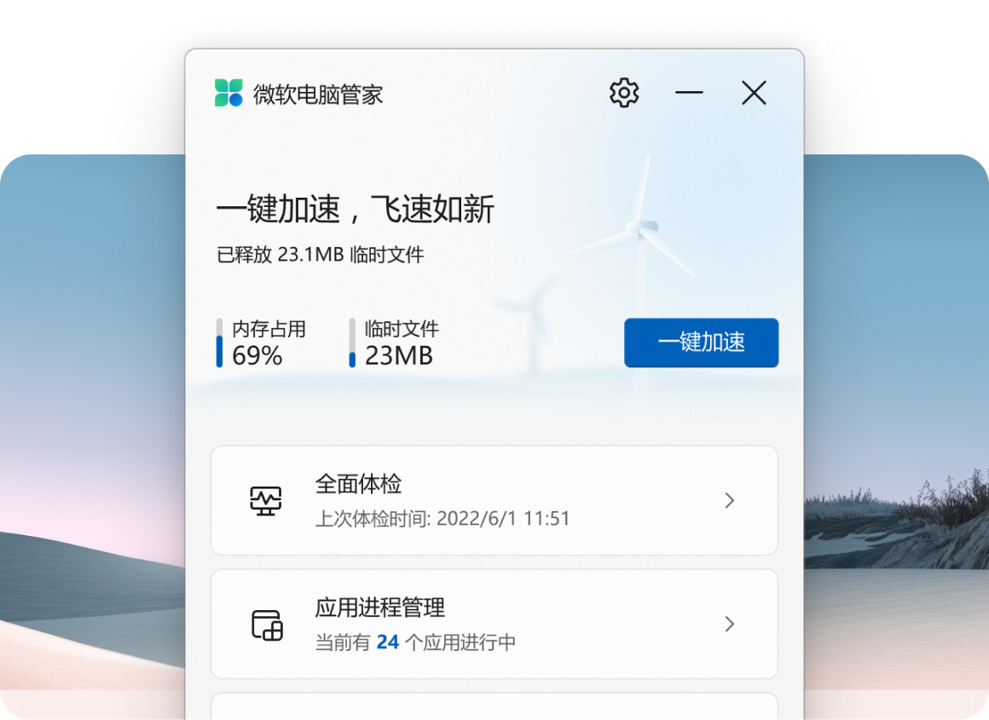 微软电脑管家
一键加速，飞速如新
已释放 23.1MB 临时文件
内存占用
69%
临时文件
23MB
一键加速
全面体检
上次体检时间: 2022/6/1 11:51
应用进程管理
当前有 24 个应用进行中